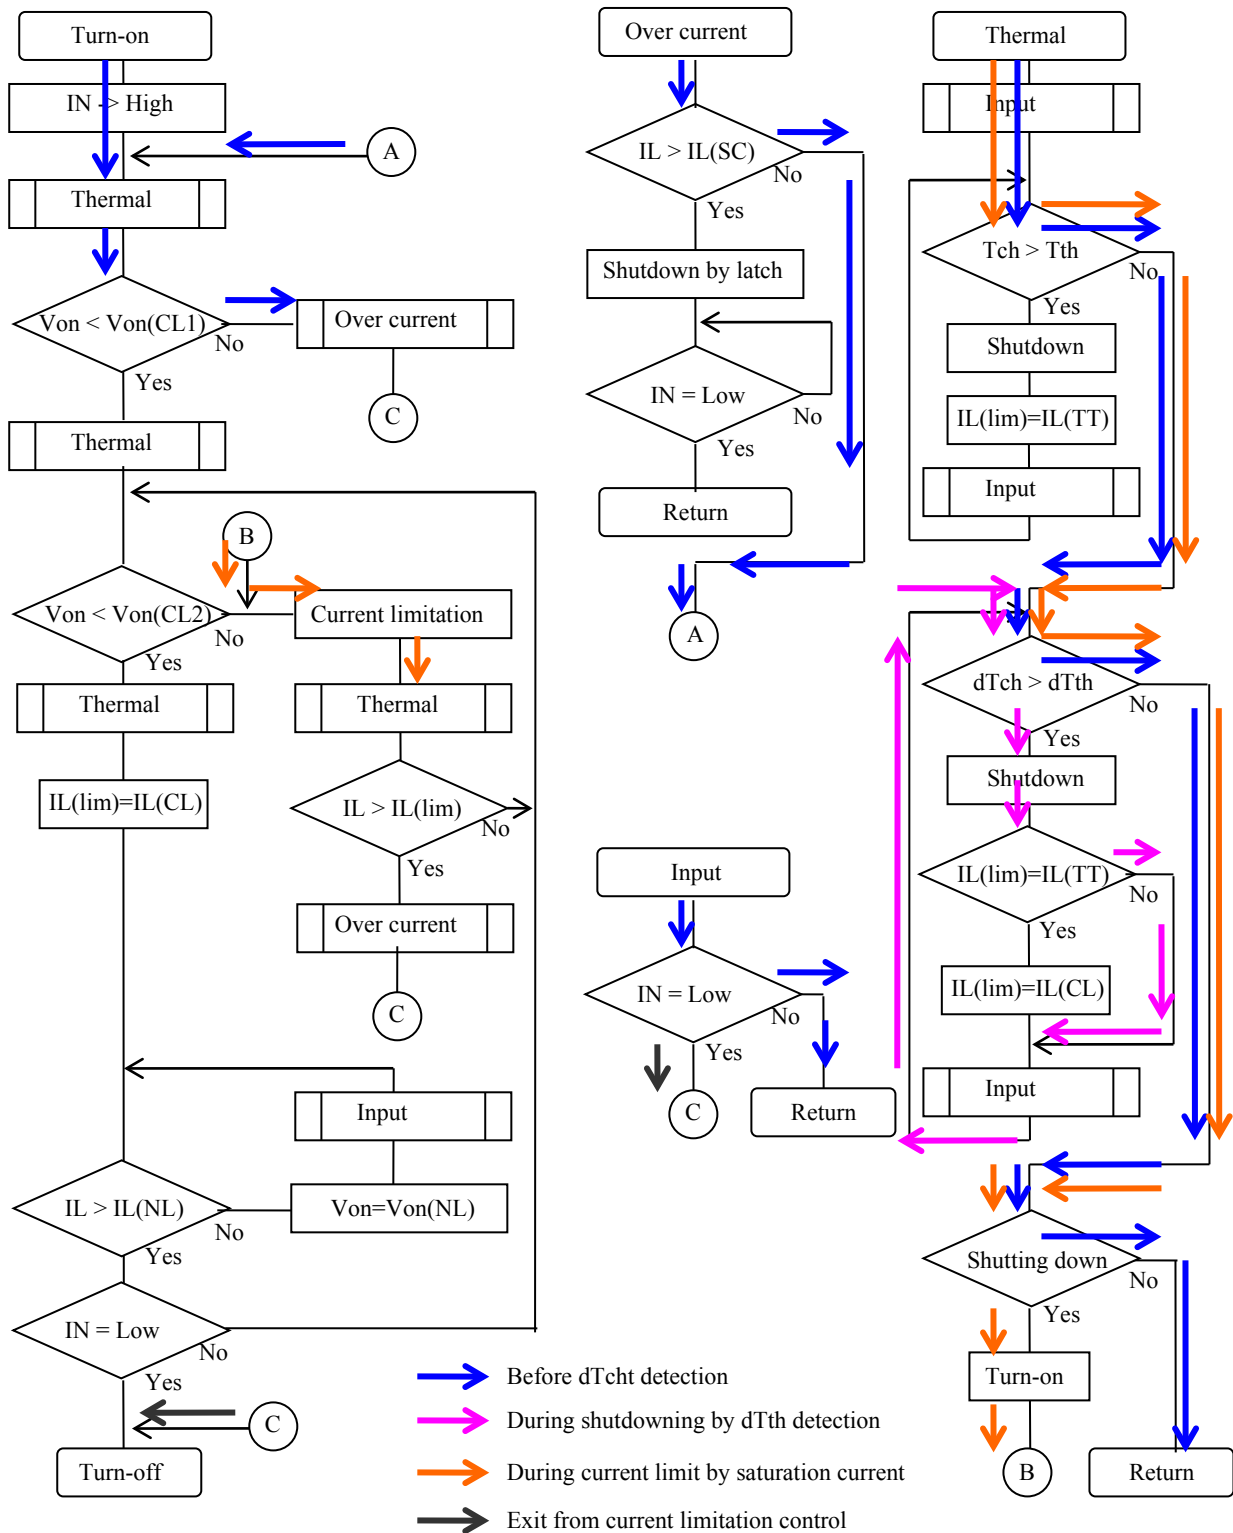 Turn-on
IN -> High
A
Thermal
Von < Von(CL1)
No
Yes
Over current
C
Thermal
B
Von < Von(CL2)
No
Yes
Current limitation
Thermal
Thermal
IL(lim)=IL(CL)
IL > IL(lim)
No
Yes
Over current
C
Input
IL > IL(NL)
No
Yes
Von=Von(NL)
IN = Low
No
Yes
C
Turn-off
Over current
IL > IL(SC)
No
Yes
Shutdown by latch
IN = Low
No
Yes
Return
A
Input
IN = Low
No
Yes
C
Return
Thermal
Input
Tch > Tth
No
Yes
Shutdown
IL(lim)=IL(TT)
Input
dTch > dTth
No
Yes
Shutdown
IL(lim)=IL(TT)
No
Yes
IL(lim)=IL(CL)
Input
Shutting down
No
Yes
Turn-on
B
Return
Before dTcht detection
During shutdowning by dTth detection
During current limit by saturation current
Exit from current limitation control